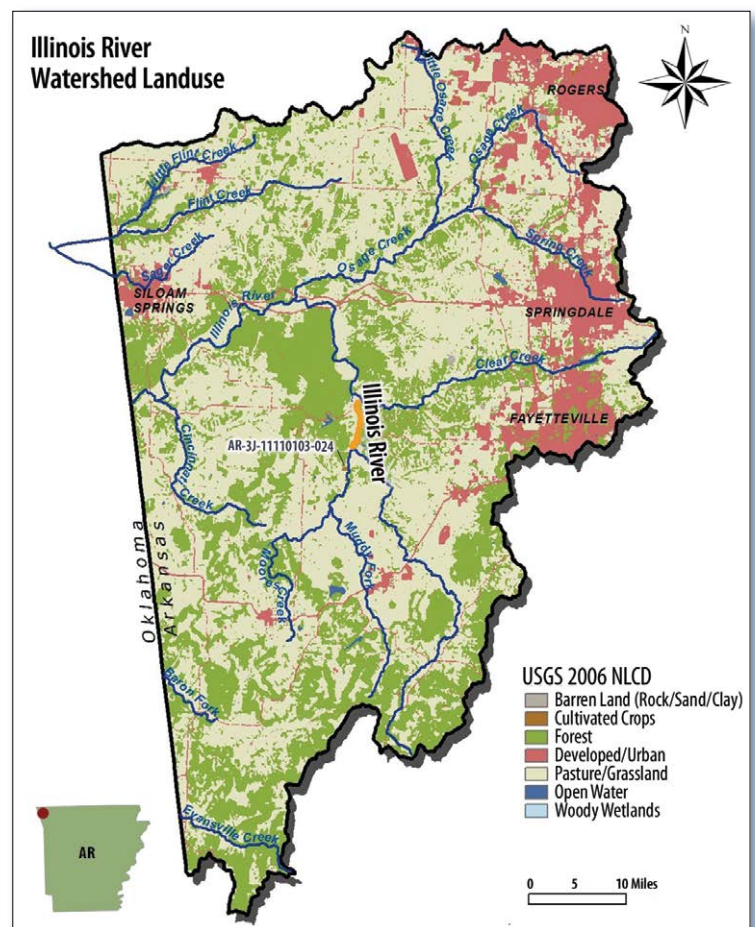 Illinois River
Watershed Landuse
N
ROGERS
Little Osage Creek
Osage Creek
Little Flint Creek
Flint Creek
Sager Creek
SILOAM
SPRINGS
Osage Creek
Spring Creek
Illinois River
SPRINGDALE
Clear Creek
Illinois River
FAYETTEVILLE
AR-3J-11110103-024
Cincinnati Creek
Muddy Fork
Moores Creek
Oklahoma
Arkansas
Baron Fork
Evansville Creek
USGS 2006 NLCD
Barren Land (Rock/Sand/Clay)
Cultivated Crops
Forest
Developed/Urban
Pasture/Grassland
Open Water
Woody Wetlands
AR
0 5 10 Miles